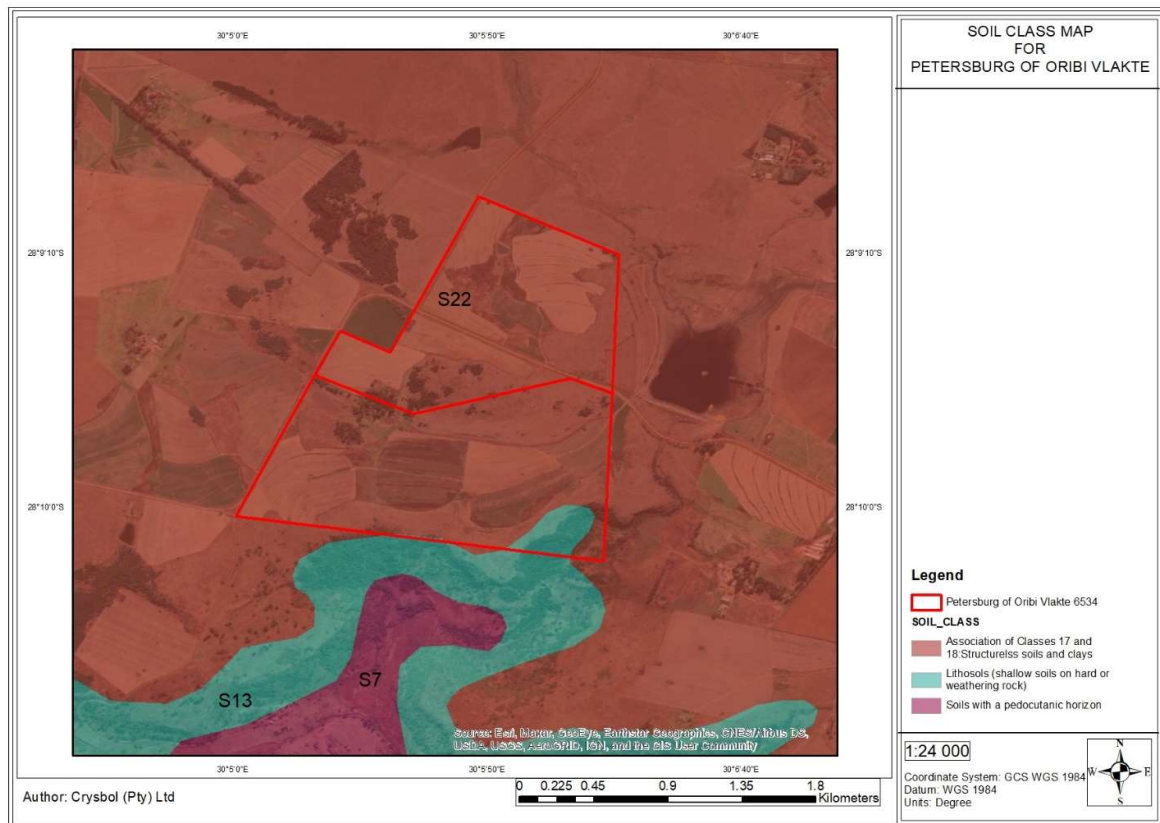 SOIL CLASS MAP
FOR
PETERSBURG OF ORIBI VLAKTE
30°5'0"E
30°5'50"E
30°6'40"E
28°9'10"S
28°9'10"S
S22
28°10'0"S
28°10'0"S
S7
S13
Source: Esri, Maxar, GeoEye, Earthstar Geographics, CNES/Airbus DS,
USDA, USGS, AeroGRID, IGN, and the GIS User Community
30°5'0"E
30°5'50"E
30°6'40"E
Legend
Petersburg of Oribi Vlakte 6534
SOIL_CLASS
Association of Classes 17 and
18:Structurelss soils and clays
Lithosols (shallow soils on hard or
weathering rock)
Soils with a pedocutanic horizon
1:24 000
Coordinate System: GCS WGS 1984
Datum: WGS 1984
Units: Degree
N
W
E
S
Author: Crysbol (Pty) Ltd
0 0.225 0.45 0.9 1.35 1.8
Kilometers